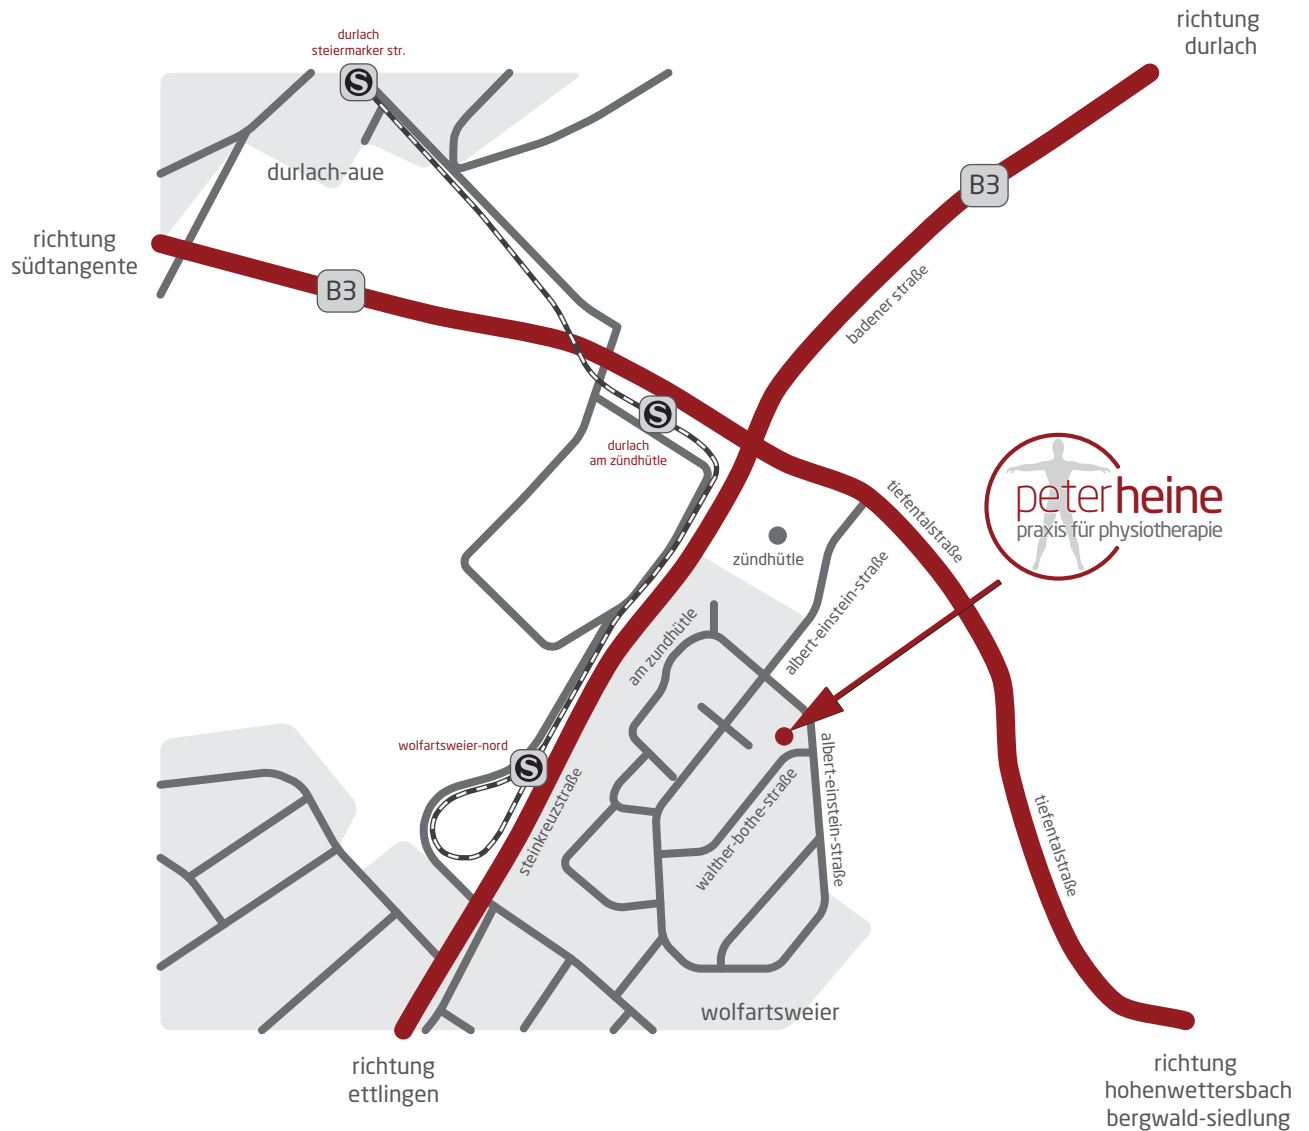 richtung
durlach
durlach
steiermarker str.
S
durlach-aue
B3
richtung
südtangente
B3
badener straße
S
durlach
am zündhütle
tiefentalstraße
peterheine
praxis für physiotherapie
zündhütle
albert-einstein-straße
am zundhütle
wolfartsweier-nord
S
steinkreuzstraße
walther-bothe-straße
albert-einstein-straße
tiefentalstraße
wolfartsweier
richtung
ettlingen
richtung
hohenwettersbach
bergwald-siedlung